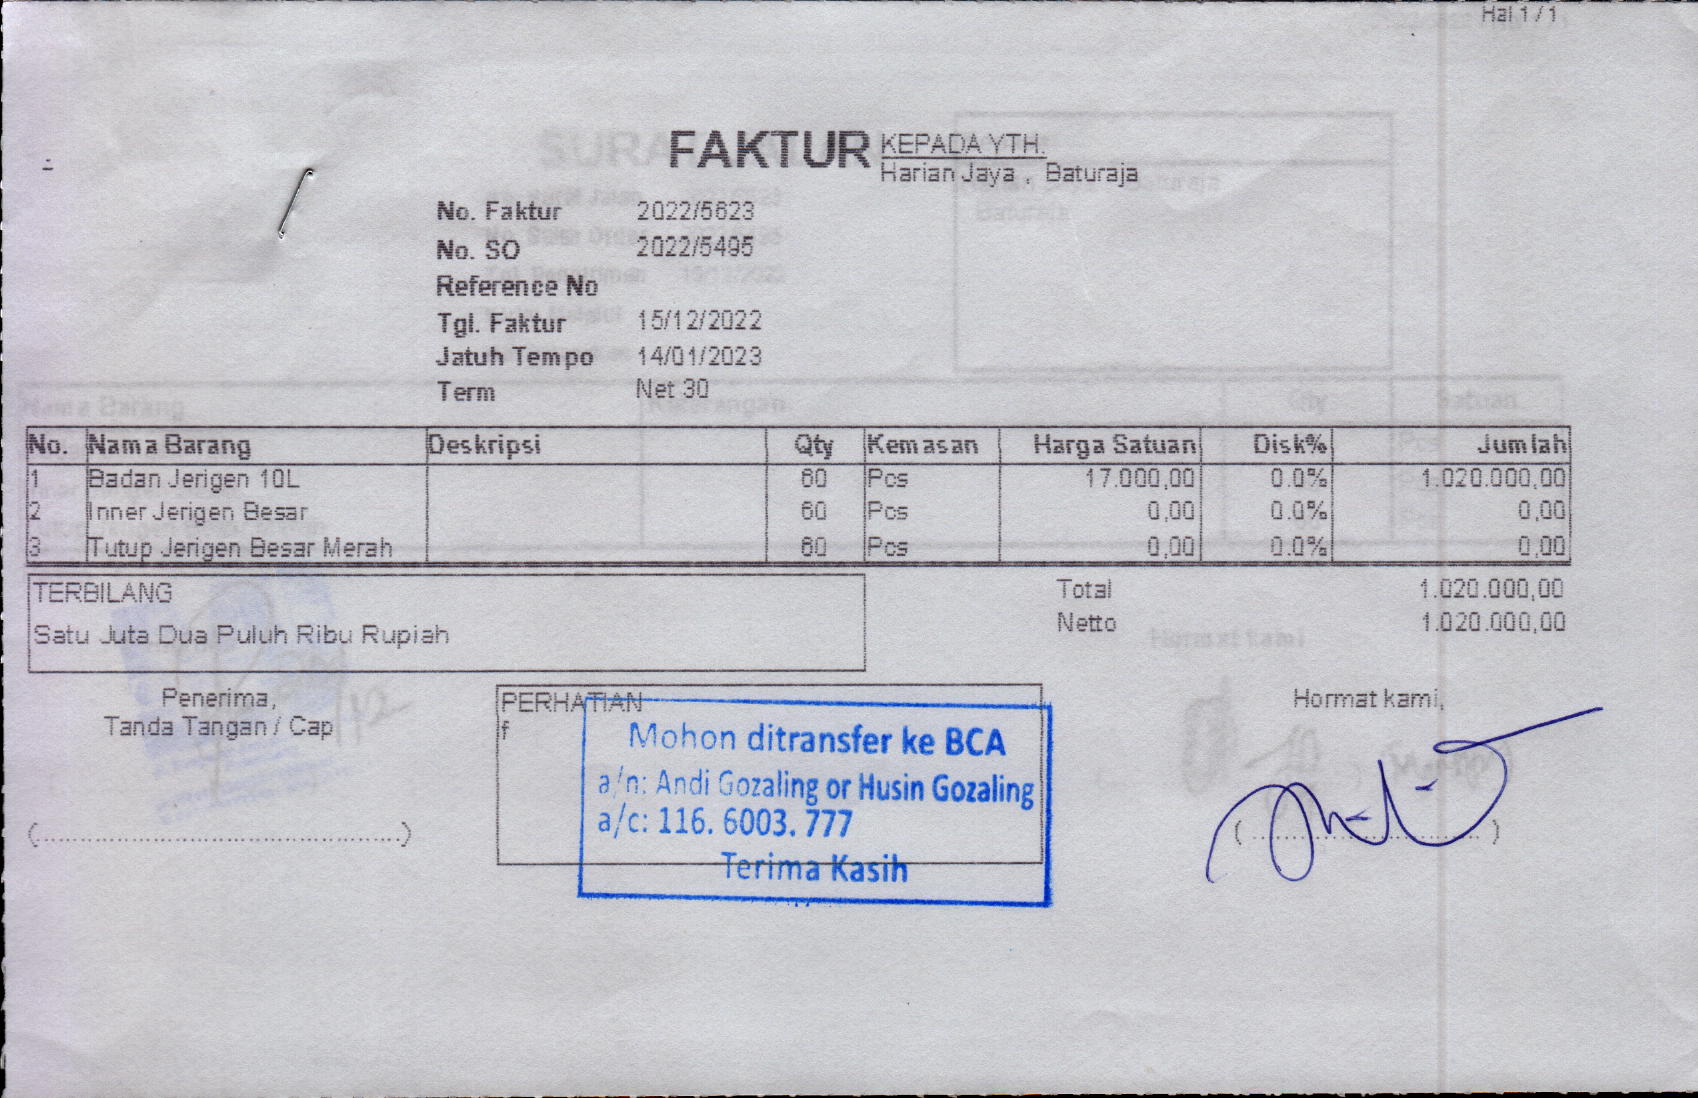 Hal 1 / 1
FAKTUR
KEPADA YTH.
Harian Jaya , Baturaja
No. Faktur 2022/5623
No. SO 2022/5495
Reference No
Tgl. Faktur 15/12/2022
Jatuh Tempo 14/01/2023
Term Net 30
No. Nama Barang Deskripsi Qty Kemasan Harga Satuan Disk% Jumlah
1 Badan Jerigen 10L 60 Pcs 17.000,00 0.0% 1.020.000,00
2 Inner Jerigen Besar 60 Pcs 0,00 0.0% 0,00
3 Tutup Jerigen Besar Merah 60 Pcs 0,00 0.0% 0,00
TERBILANG
Satu Juta Dua Puluh Ribu Rupiah
Total 1.020.000,00
Netto 1.020.000,00
Penerima,
Tanda Tangan / Cap
PERHATIAN
f
Mohon ditransfer ke BCA
a/n: Andi Gozaling or Husin Gozaling
a/c: 116. 6003. 777
Terima Kasih
Hormat kami,